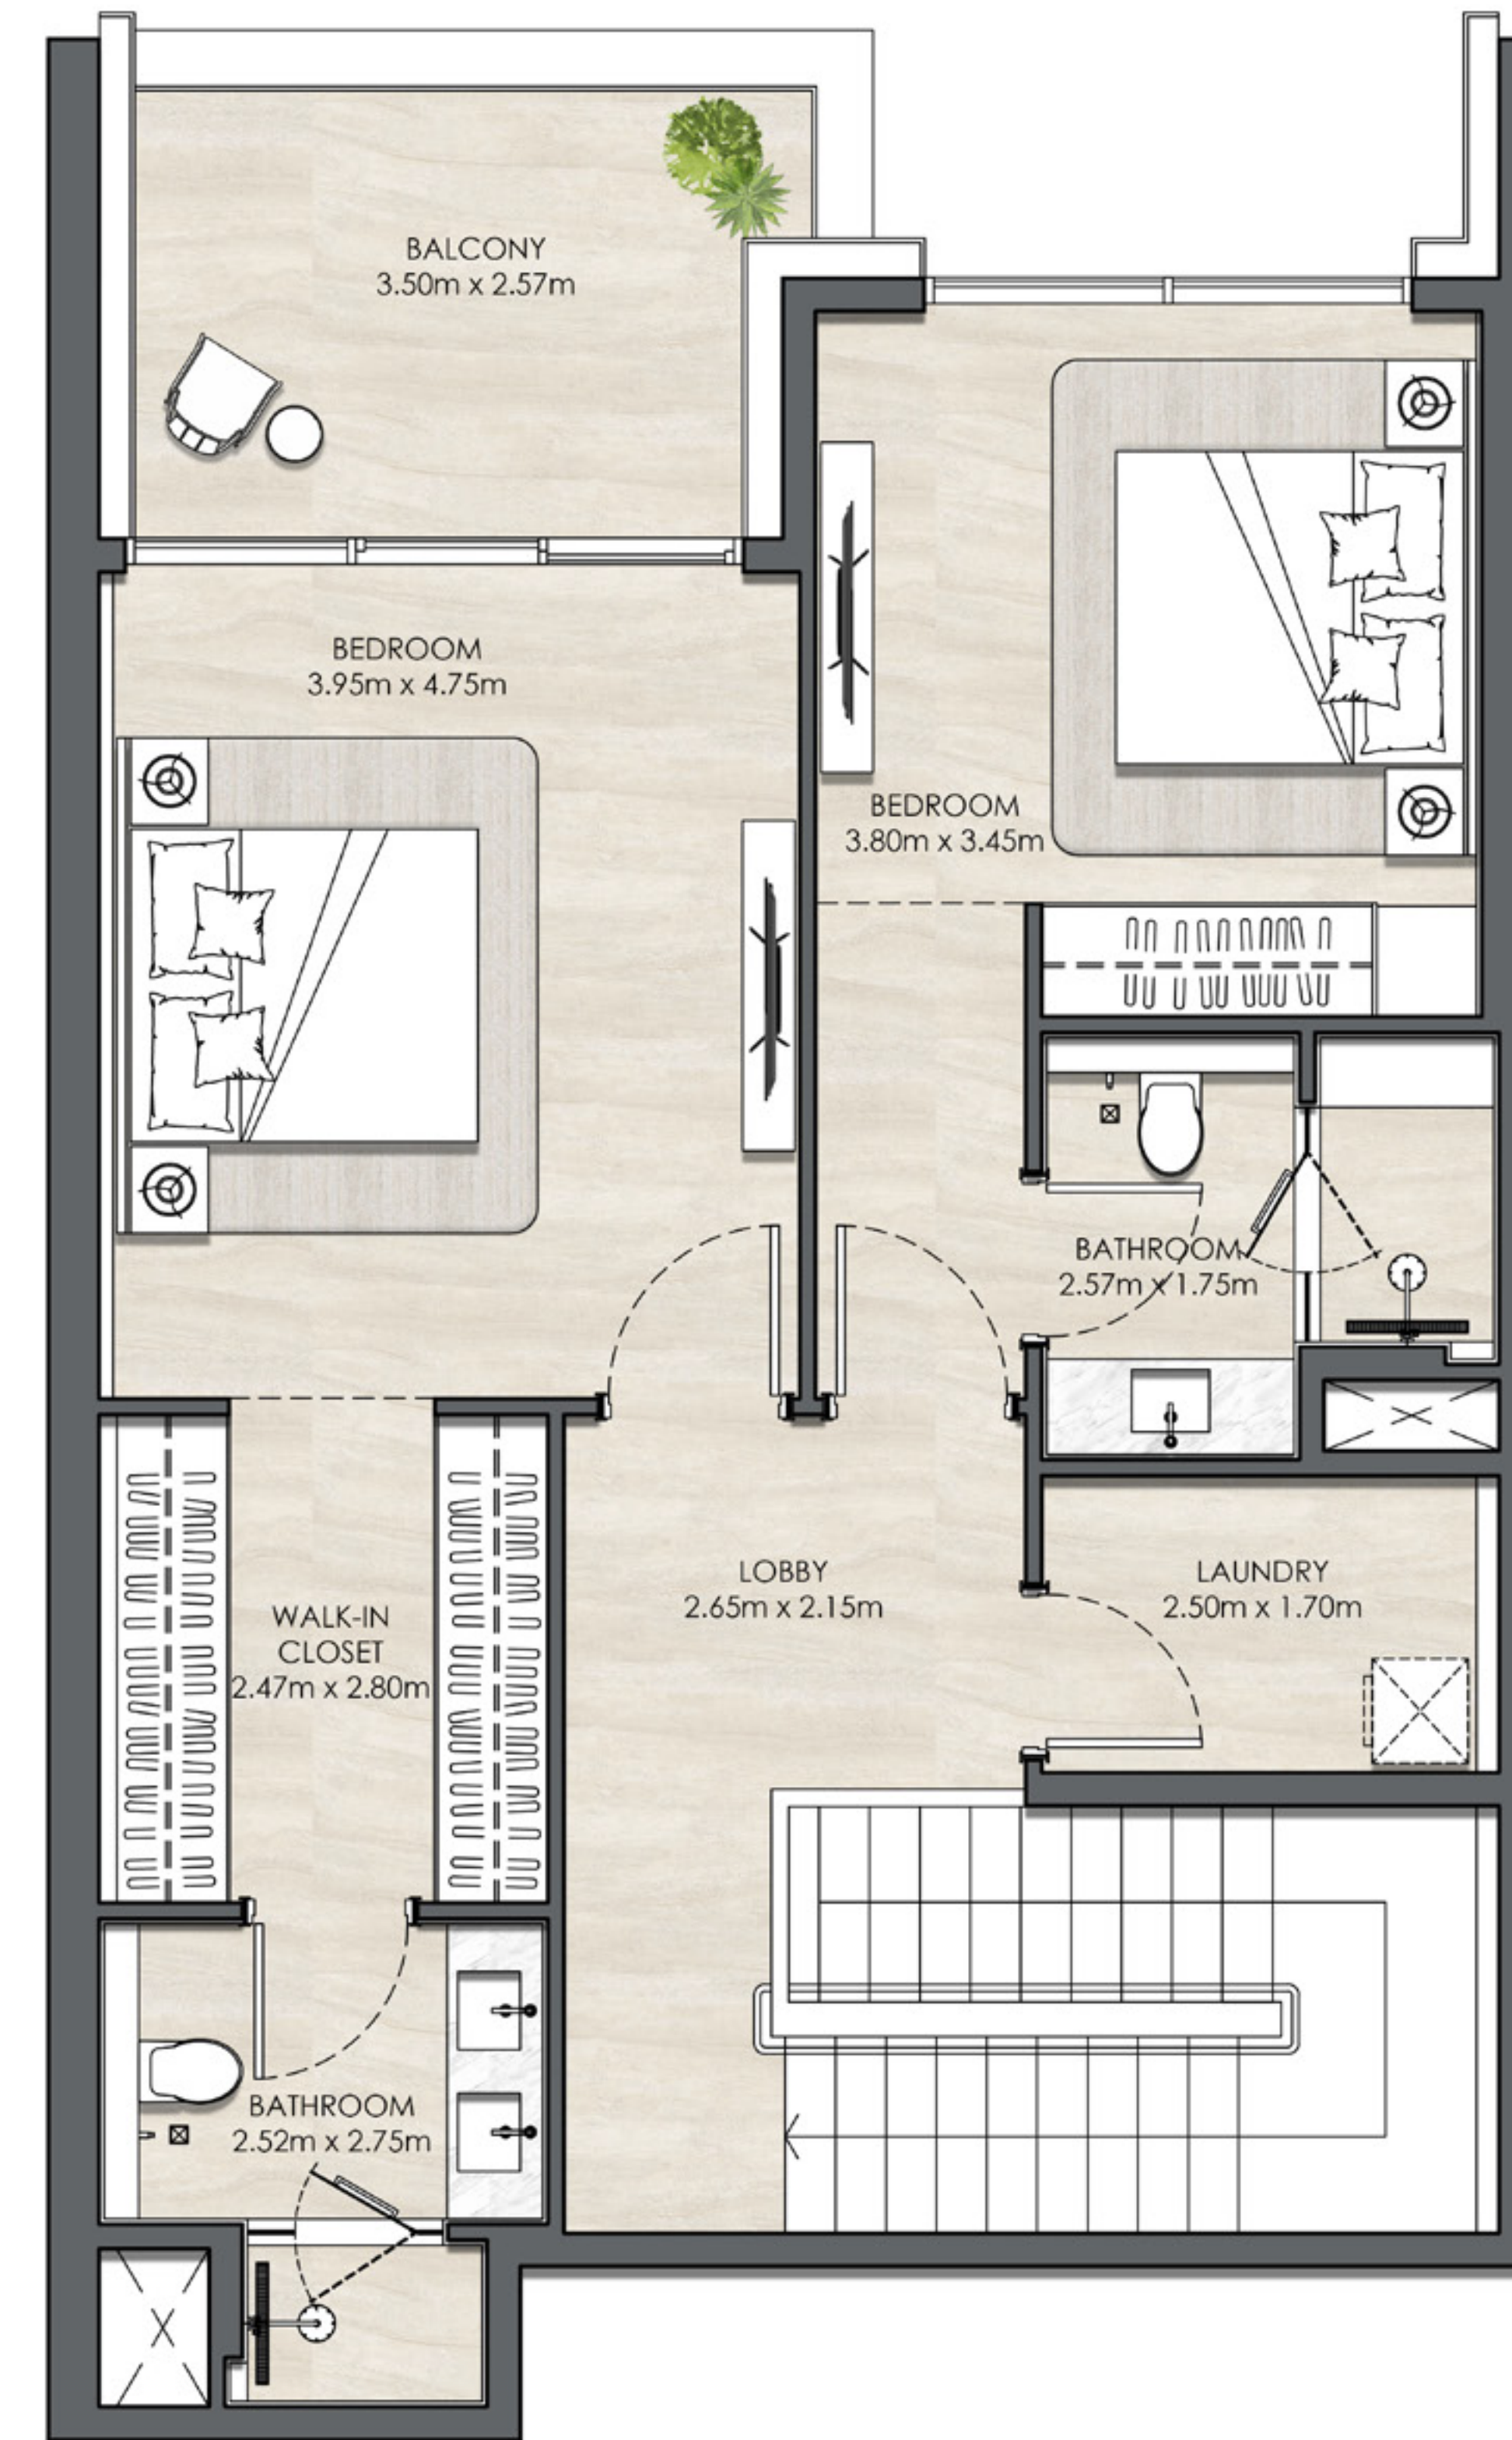 BALCONY
3.50m x 2.57m
BEDROOM
3.95m x 4.75m
BEDROOM
3.80m x 3.45m
BATHROOM
2.57m x 1.75m
LOBBY
2.65m x 2.15m
LAUNDRY
2.50m x 1.70m
WALK-IN
CLOSET
2.47m x 2.80m
BATHROOM
2.52m x 2.75m